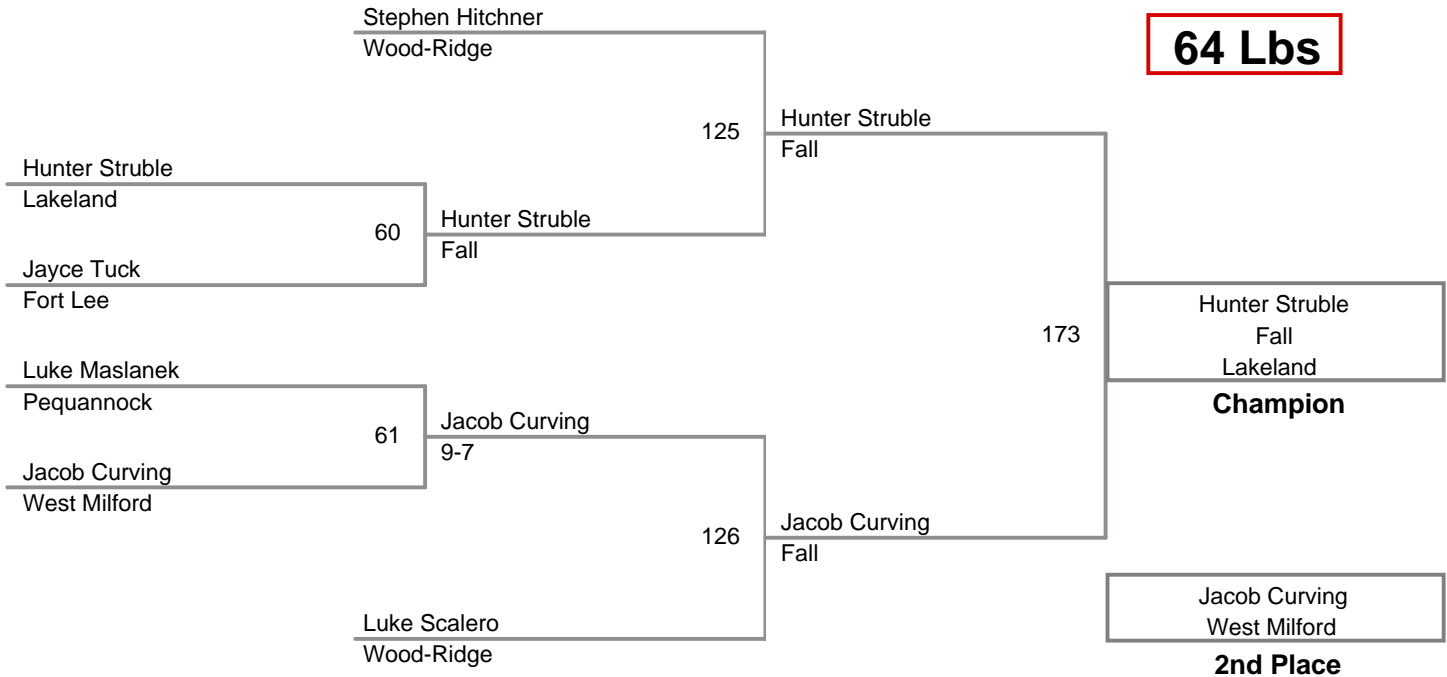 Stephen Hitchner
Wood-Ridge
64 Lbs
125
Hunter Struble
Fall
Hunter Struble
Lakeland
60
Hunter Struble
Fall
Jayce Tuck
Fort Lee
173
Hunter Struble
Fall
Lakeland
Champion
Luke Maslanek
Pequannock
61
Jacob Curving
9-7
Jacob Curving
West Milford
126
Jacob Curving
Fall
Luke Scalero
Wood-Ridge
Jacob Curving
West Milford
2nd Place